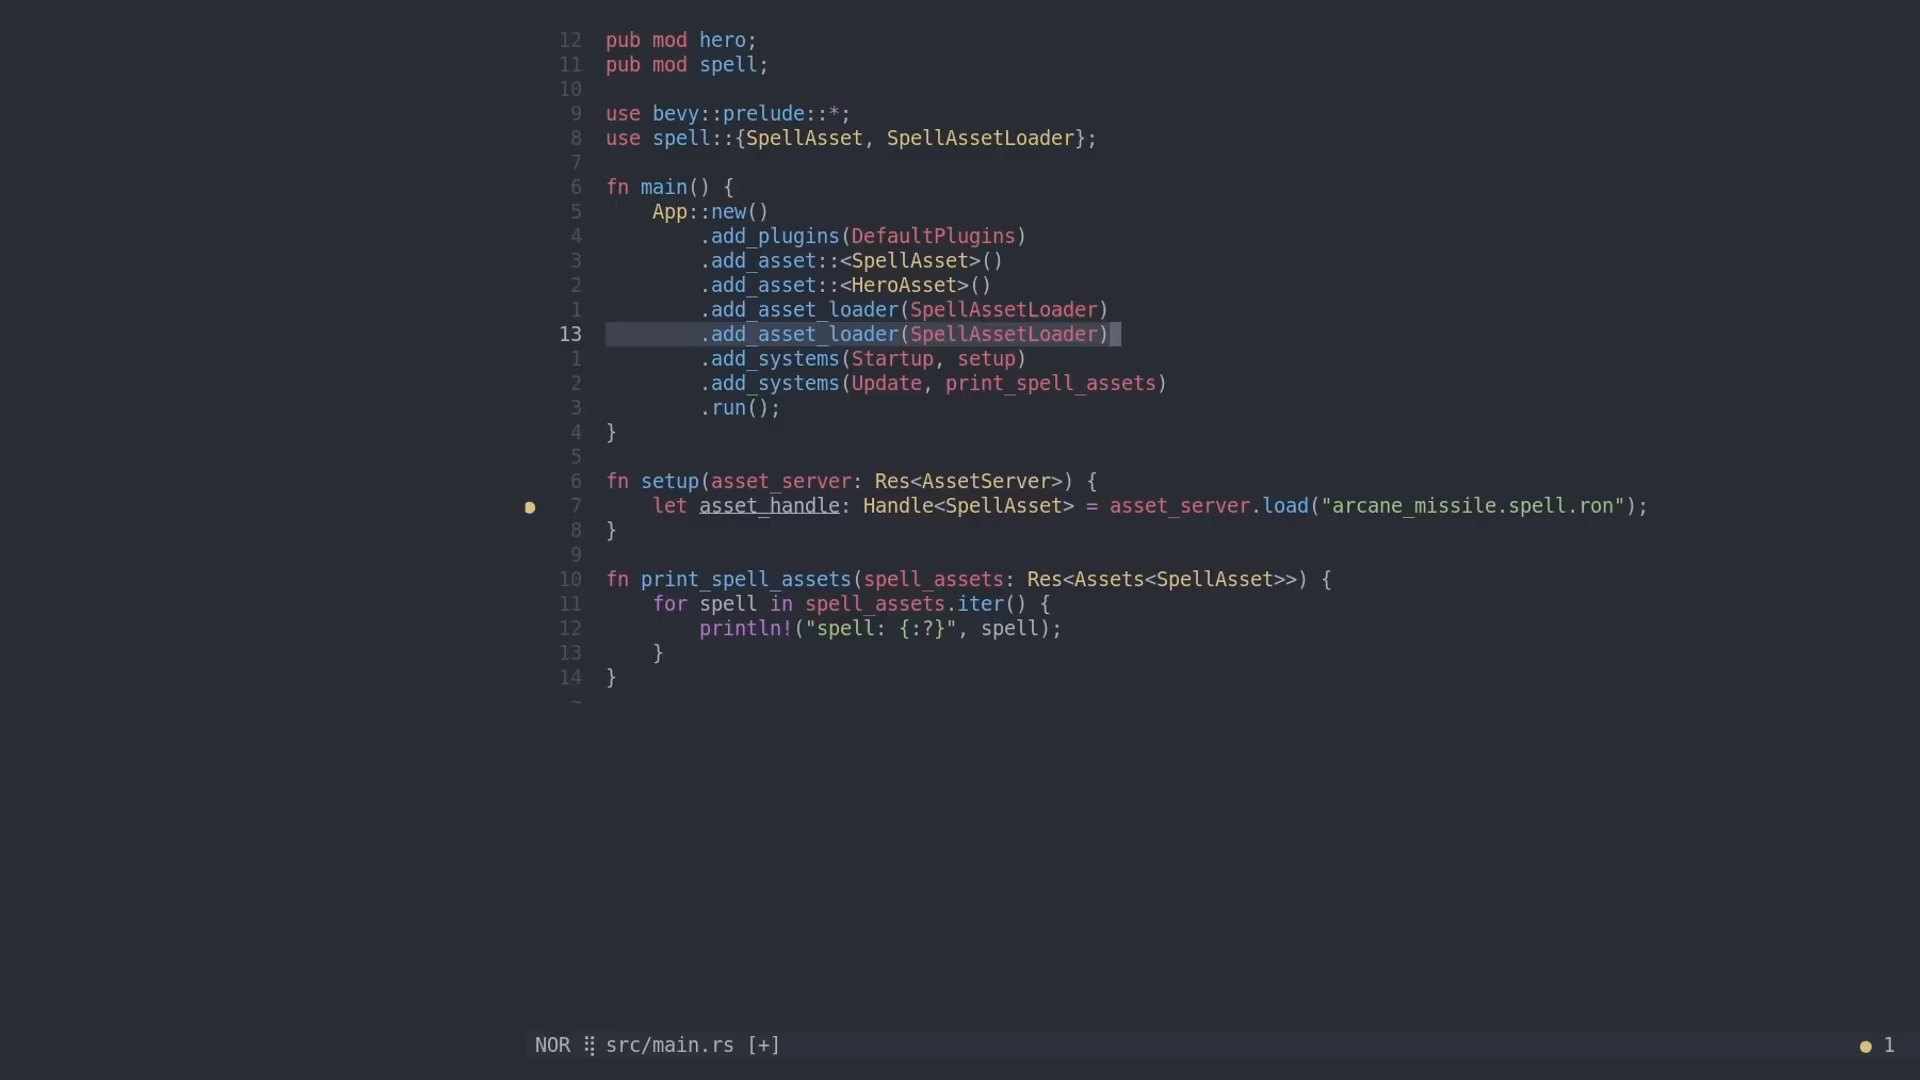 12 pub mod hero;
11 pub mod spell;
10
9 use bevy::prelude::*;
8 use spell::{SpellAsset, SpellAssetLoader};
7
6 fn main() {
5     App::new()
4         .add_plugins(DefaultPlugins)
3         .add_asset::<SpellAsset>()
2         .add_asset::<HeroAsset>()
1         .add_asset_loader(SpellAssetLoader)
13         .add_asset_loader(SpellAssetLoader)
1         .add_systems(Startup, setup)
2         .add_systems(Update, print_spell_assets)
3         .run();
4 }
5
6 fn setup(asset_server: Res<AssetServer>) {
7     let asset_handle: Handle<SpellAsset> = asset_server.load("arcane_missile.spell.ron");
8 }
9
10 fn print_spell_assets(spell_assets: Res<Assets<SpellAsset>>) {
11     for spell in spell_assets.iter() {
12         println!("spell: {:?}", spell);
13     }
14 }
~
NOR ⣾ src/main.rs [+] ● 1